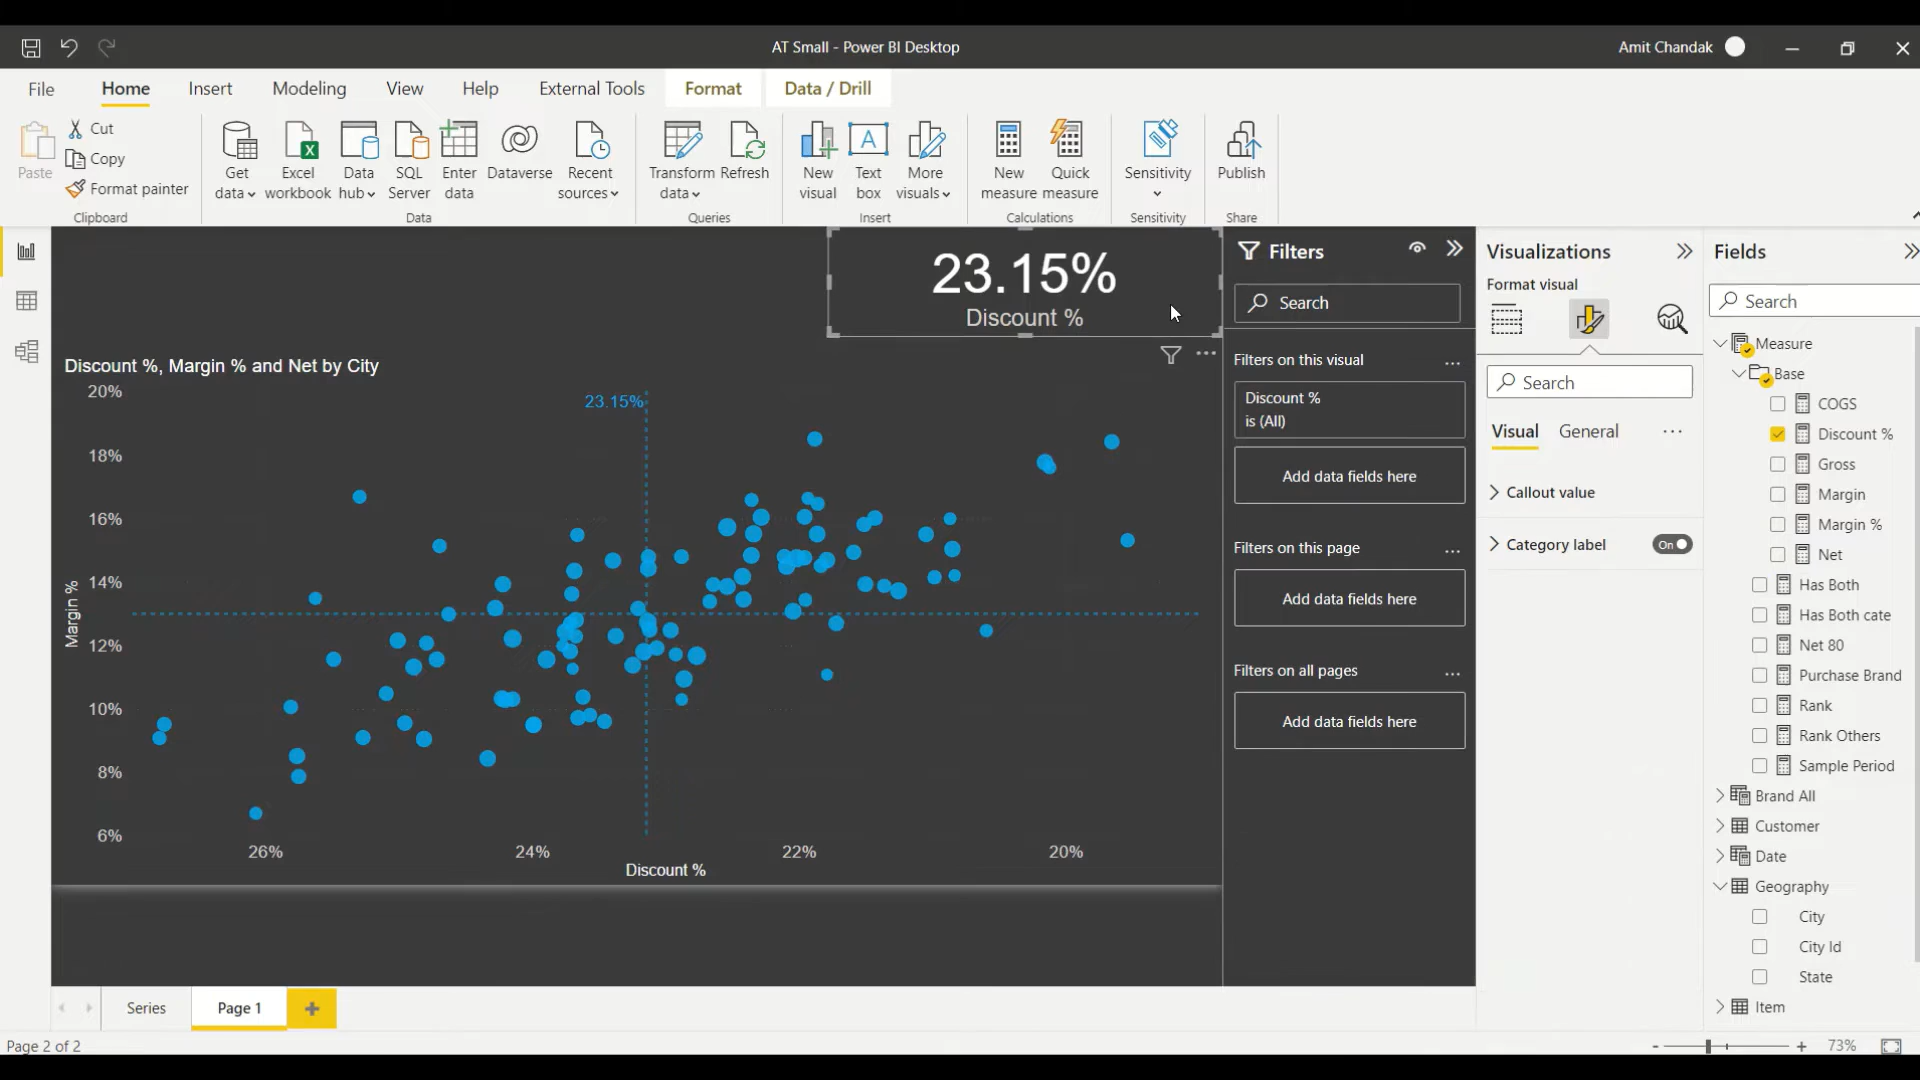 AT Small - Power BI Desktop
Amit Chandak
File
Home
Insert
Modeling
View
Help
External Tools
Format
Data / Drill
Paste
Cut
Copy
Format painter
Clipboard
Get data
Excel workbook
Data hub
SQL Server
Enter data
Dataverse
Recent sources
Data
Transform data
Refresh
Queries
New visual
Text box
More visuals
Insert
New measure
Quick measure
Calculations
Sensitivity
Sensitivity
Publish
Share
23.15%
Discount %
Discount %, Margin % and Net by City
20%
18%
16%
14%
12%
10%
8%
6%
Margin %
23.15%
26%
24%
22%
20%
Discount %
Filters
Search
Filters on this visual
...
Discount %
is (All)
Add data fields here
Filters on this page
...
Add data fields here
Filters on all pages
...
Add data fields here
Visualizations
Format visual
Search
Visual
General
...
Callout value
Category label
On
Fields
Search
Measure
Base
COGS
Discount %
Gross
Margin
Margin %
Net
Has Both
Has Both cate
Net 80
Purchase Brand
Rank
Rank Others
Sample Period
Brand All
Customer
Date
Geography
City
City Id
State
Item
Series
Page 1
Page 2 of 2
- + 73%